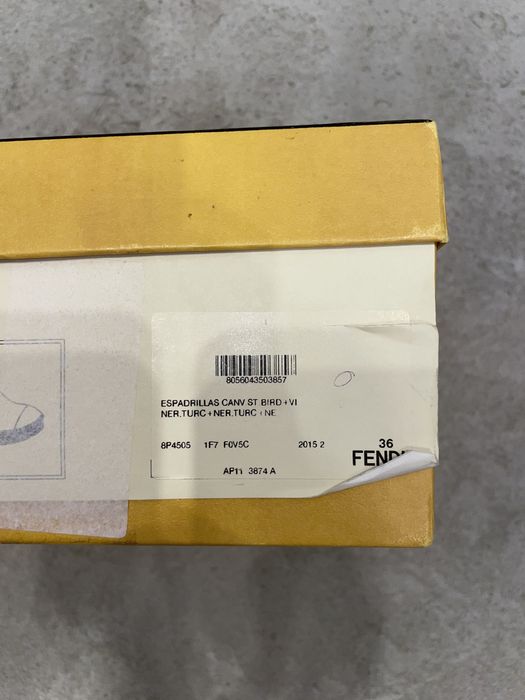 8056043503857
ESPADRILLAS CANV ST.BIRD+VI
NER.TURC+NER.TURC+NE
8P4505 1F7 F0V5C 2015 2 36
FEND
AP11 3874 A